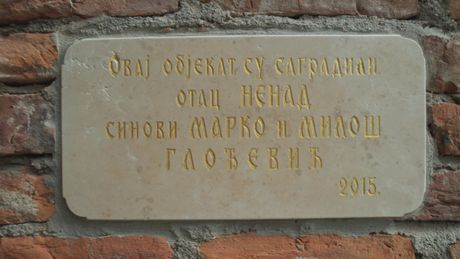 Овај објекат су саградили
отац НЕНАД
синови МАРКО и МИЛОШ
ГЛОЂЕВИЋ
2015.